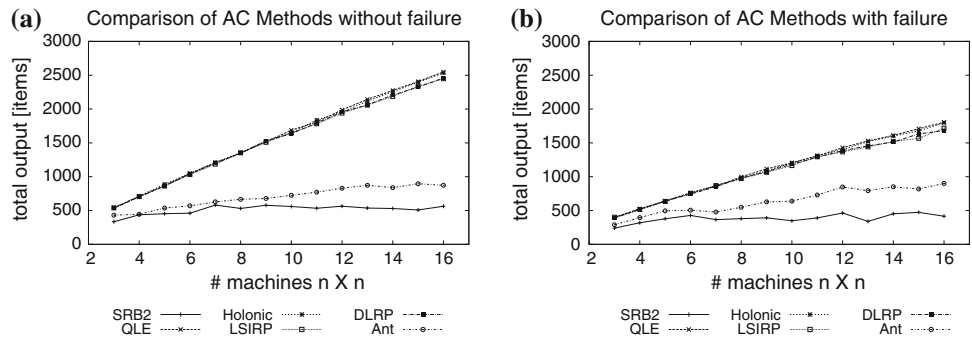 (a) Comparison of AC Methods without failure
total output [items]
3000
2500
2000
1500
1000
500
0
2 4 6 8 10 12 14 16
# machines n X n
SRB2 Holonic DLRP
QLE LSIRP Ant
(b) Comparison of AC Methods with failure
total output [items]
3000
2500
2000
1500
1000
500
0
2 4 6 8 10 12 14 16
# machines n X n
SRB2 Holonic DLRP
QLE LSIRP Ant